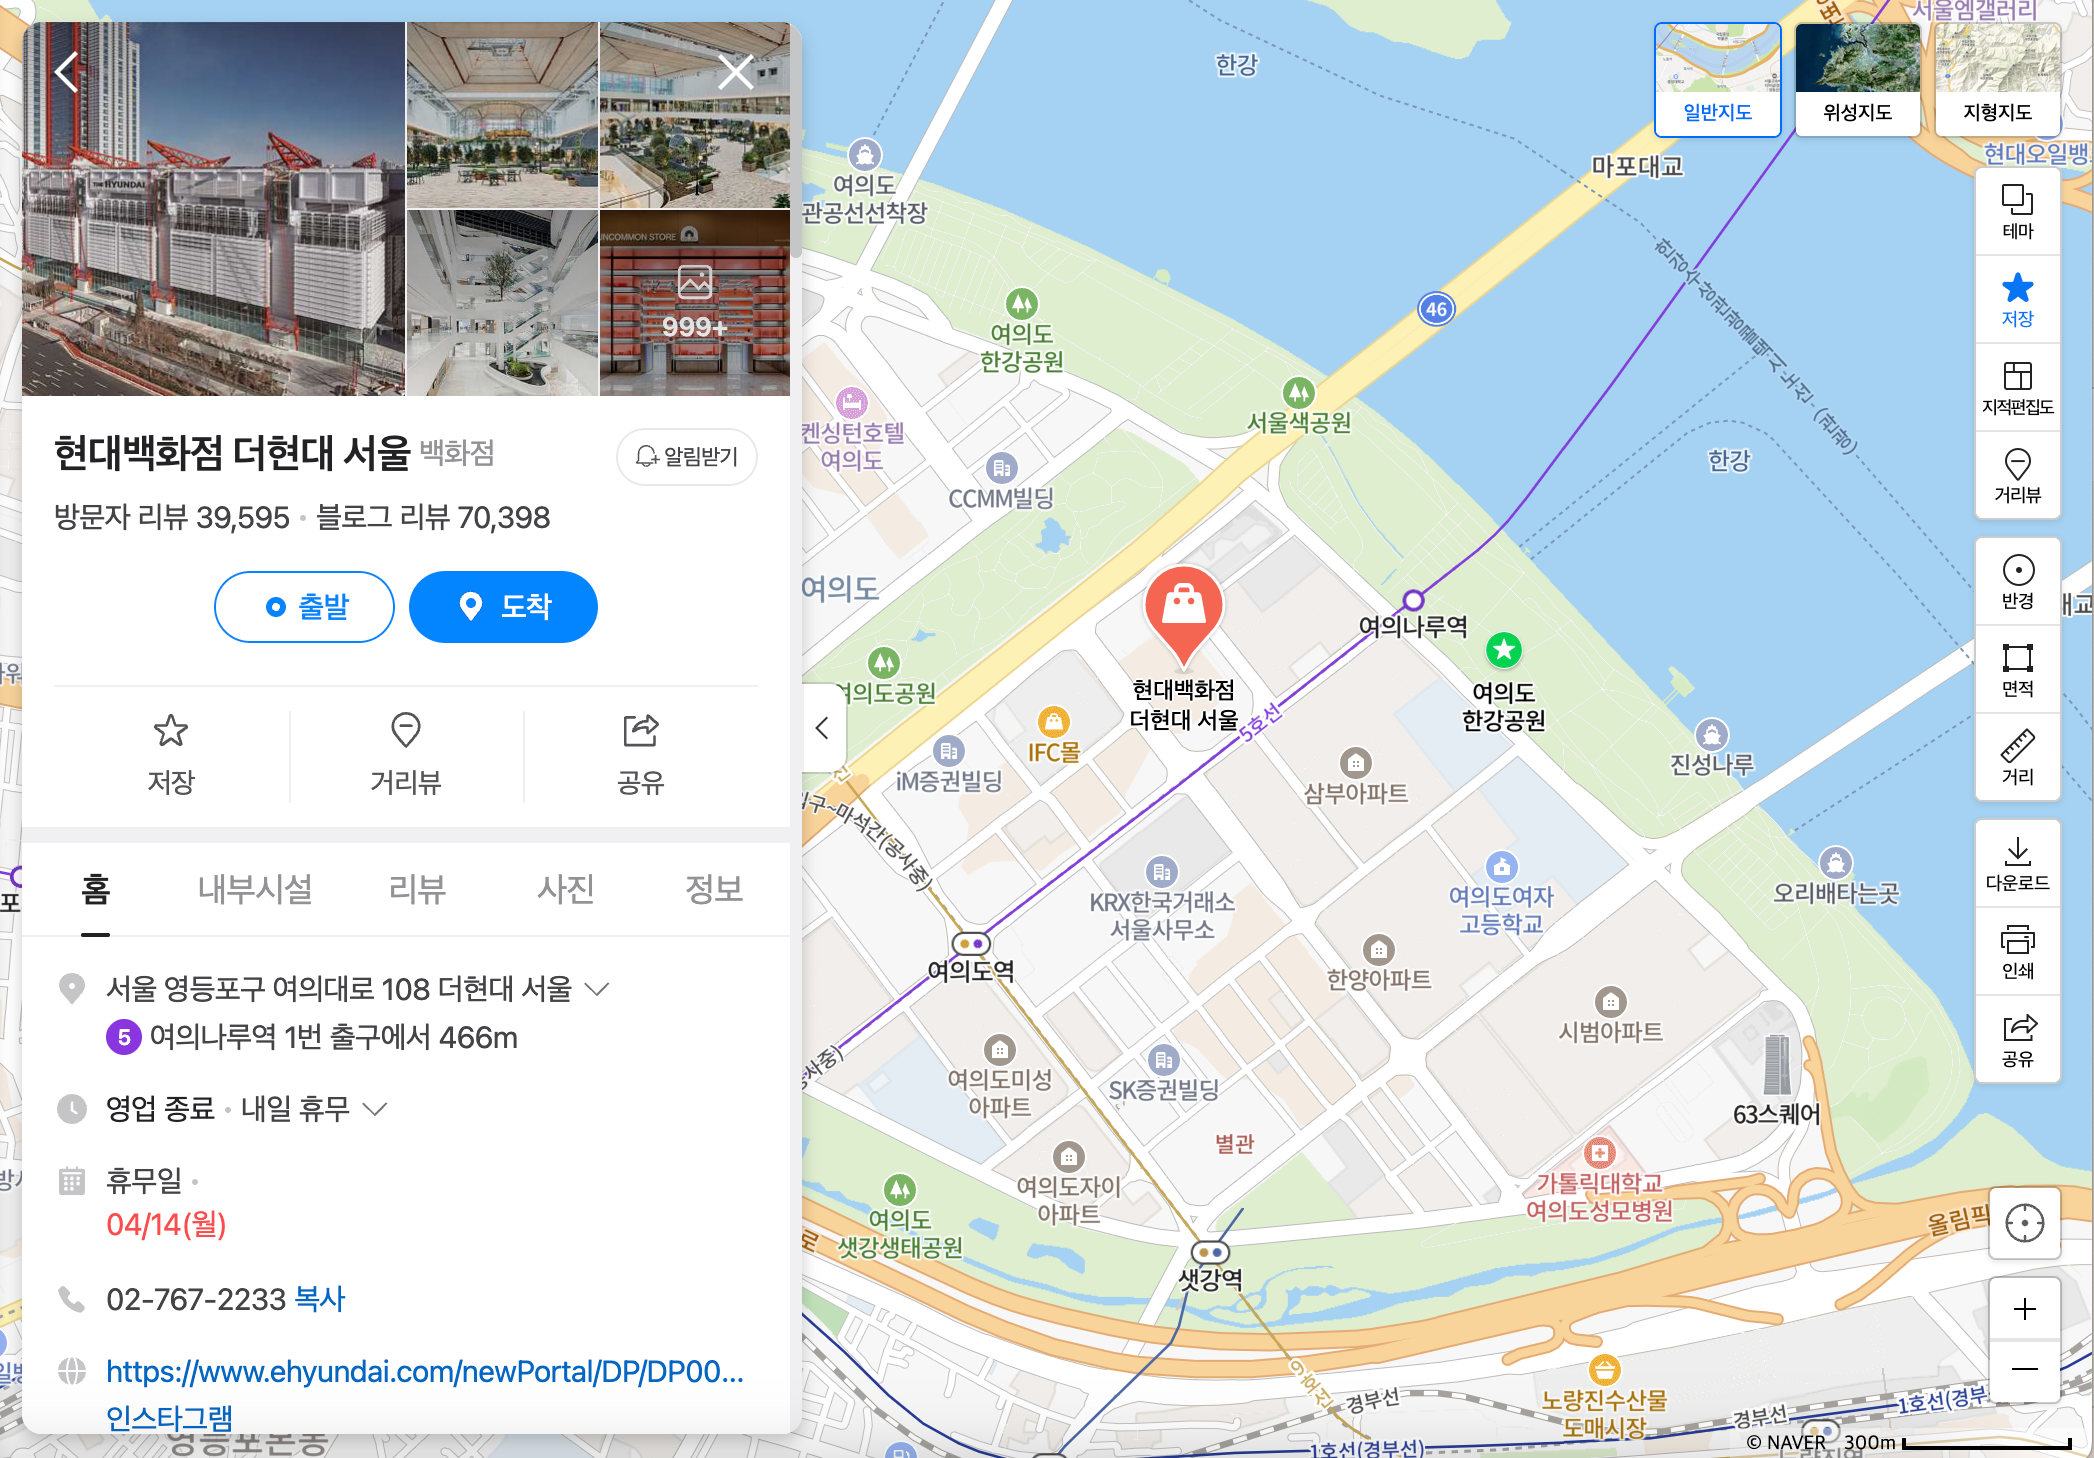 THE HYUNDAI
UNCOMMON STORE
999+
현대백화점 더현대 서울 백화점
알림받기
방문자 리뷰 39,595 · 블로그 리뷰 70,398
출발
도착
저장
거리뷰
공유
홈
내부시설
리뷰
사진
정보
서울 영등포구 여의대로 108 더현대 서울
5 여의나루역 1번 출구에서 466m
영업 종료 · 내일 휴무
휴무일 ·
04/14(월)
02-767-2233 복사
https://www.ehyundai.com/newPortal/DP/DP00...
인스타그램
한강
서울엠갤러리
일반지도
위성지도
지형지도
현대오일뱅
마포대교
여의도
관공선선착장
46
한강수상관광콜택시 도선 (관광)
여의도
한강공원
서울색공원
켄싱턴호텔
여의도
CCMM빌딩
한강
여의도
여의나루역
여의도
한강공원
현대백화점
더현대 서울
5호선
여의도공원
IFC몰
iM증권빌딩
진성나루
삼부아파트
입구~마석간(공사중)
KRX한국거래소
서울사무소
여의도여자
고등학교
오리배타는곳
여의도역
한양아파트
시범아파트
여의도미성
아파트
SK증권빌딩
63스퀘어
별관
여의도자이
아파트
가톨릭대학교
여의도성모병원
여의도
샛강생태공원
올림픽
샛강역
9호선
경부선
노량진수산물
도매시장
경부선
1호선(경부선)
1호선(경부
영등포본동
노량진역
테마
저장
지적편집도
거리뷰
반경
면적
거리
다운로드
인쇄
공유
© NAVER
300m